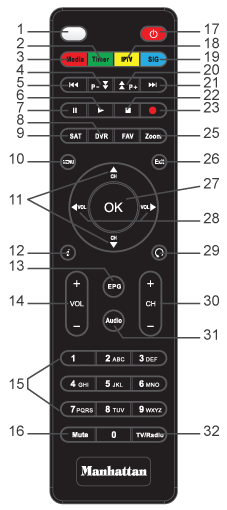 1 17
2 18
3 Media Timer IPTV SIG 19
4 20
5 P- P+ 21
6 22
7 23
8
9 SAT DVR FAV Zoom 25
10 MENU Exit 26
CH
11 VOL OK VOL 27
28
CH
12 i 29
13 EPG
14 + VOL - + CH - 30
Audio 31
15 1 2 ABC 3 DEF
4 GHI 5 JKL 6 MNO
7 PQRS 8 TUV 9 WXYZ
16 Mute 0 TV/Radio 32
Manhattan